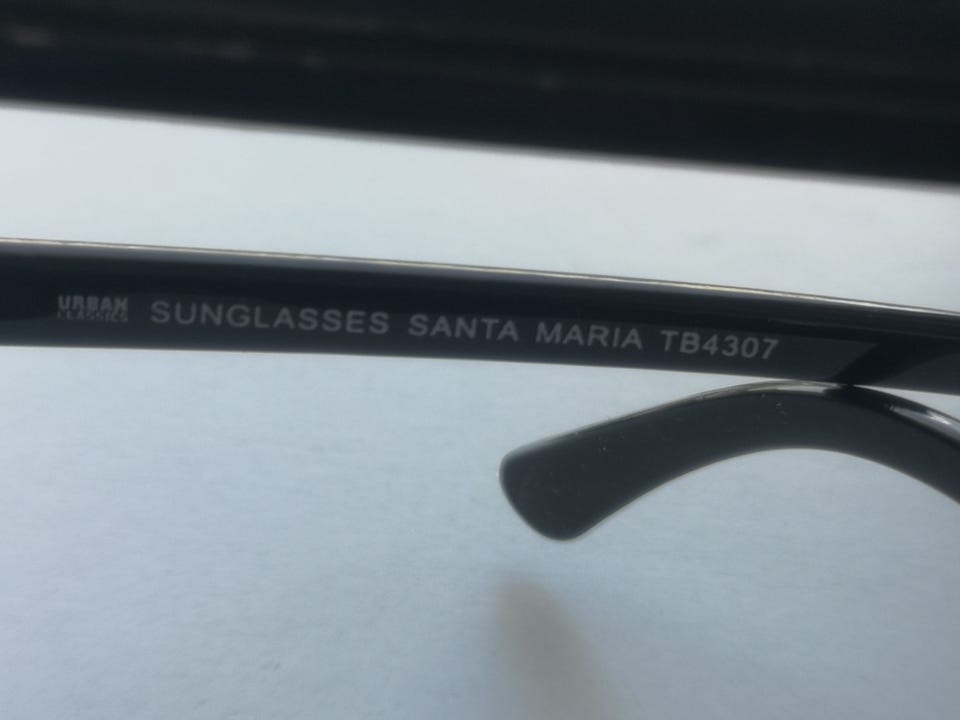 URBAN
CLASSICS
SUNGLASSES SANTA MARIA TB4307